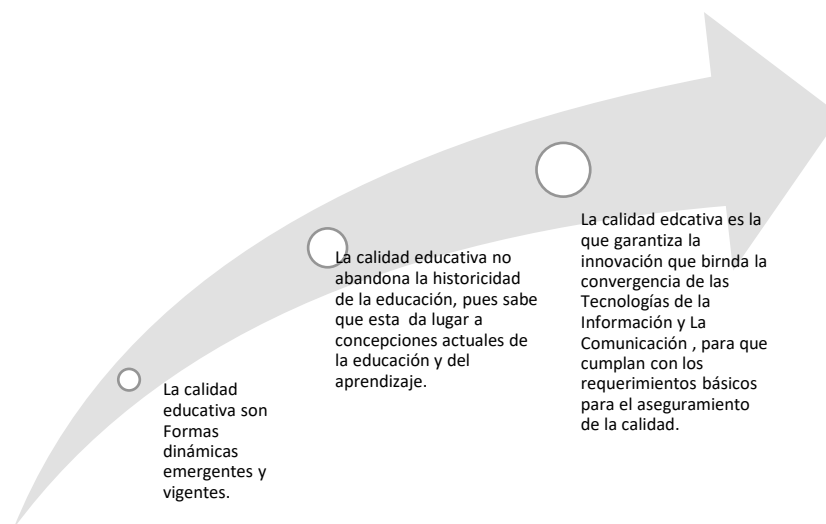 La calidad
educativa son
Formas
dinámicas
emergentes y
vigentes.
La calidad educativa no
abandona la historicidad
de la educación, pues sabe
que esta  da lugar a
concepciones actuales de
la educación y del
aprendizaje.
La calidad edcativa es la
que garantiza la
innovación que birnda la
convergencia de las
Tecnologías de la
Información y La
Comunicación , para que
cumplan con los
requerimientos básicos
para el aseguramiento
de la calidad.